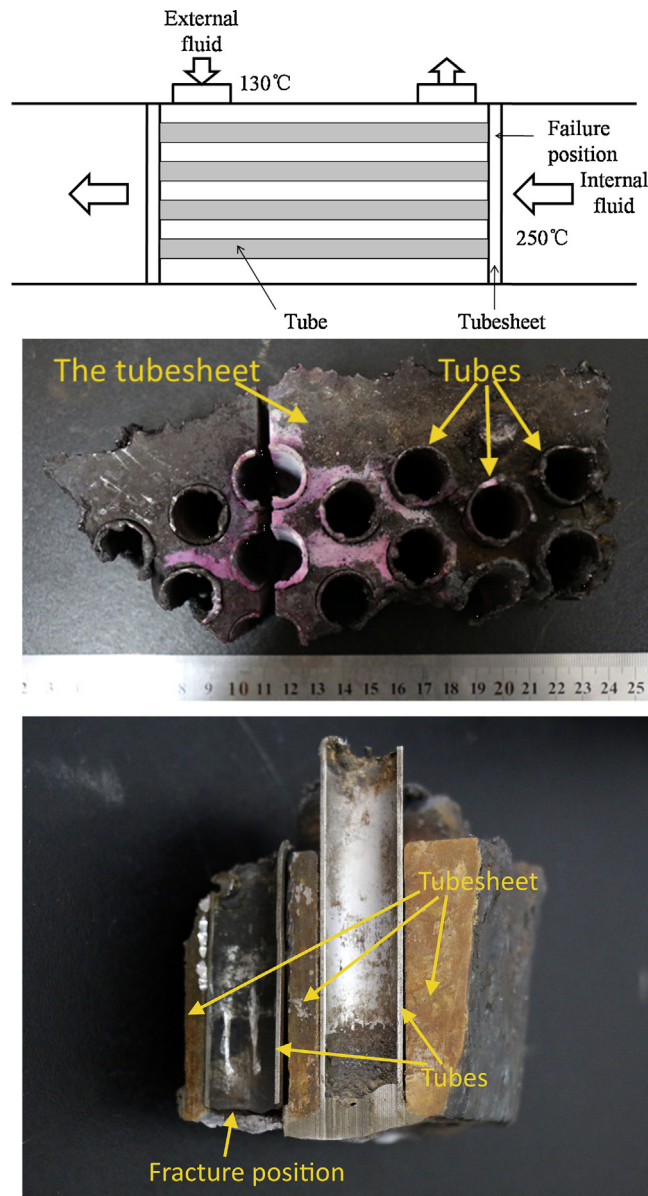 External
fluid
130℃
Failure
position
Internal
fluid
250℃
Tube
Tubesheet
The tubesheet
Tubes
2 3 8 9 10 11 12 13 14 15 16 17 18 19 20 21 22 23 24 25
Tubesheet
Tubes
Fracture position